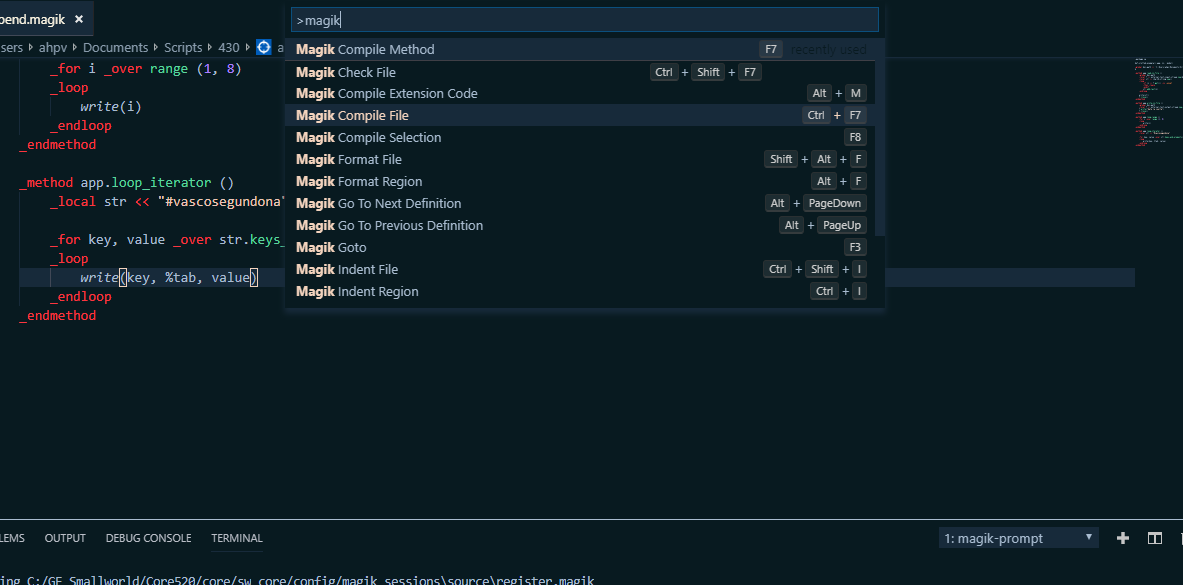 pend.magik ×
>magik
sers ahpv Documents Scripts 430 a
Magik Compile Method F7 recently used
Magik Check File Ctrl + Shift + F7
Magik Compile Extension Code Alt + M
Magik Compile File Ctrl + F7
Magik Compile Selection F8
Magik Format File Shift + Alt + F
Magik Format Region Alt + F
Magik Go To Next Definition Alt + PageDown
Magik Go To Previous Definition Alt + PageUp
Magik Goto F3
Magik Indent File Ctrl + Shift + I
Magik Indent Region Ctrl + I
_for i _over range (1, 8)
_loop
write(i)
_endloop
_endmethod
_method app.loop_iterator ()
_local str << "#vascosegundona"
_for key, value _over str.keys_
_loop
write(key, %tab, value)
_endloop
_endmethod
LEMS OUTPUT DEBUG CONSOLE TERMINAL 1: magik-prompt
ing C:/GE Smallworld/Core520/core/sw_core/config/magik_sessions\source\register.magik